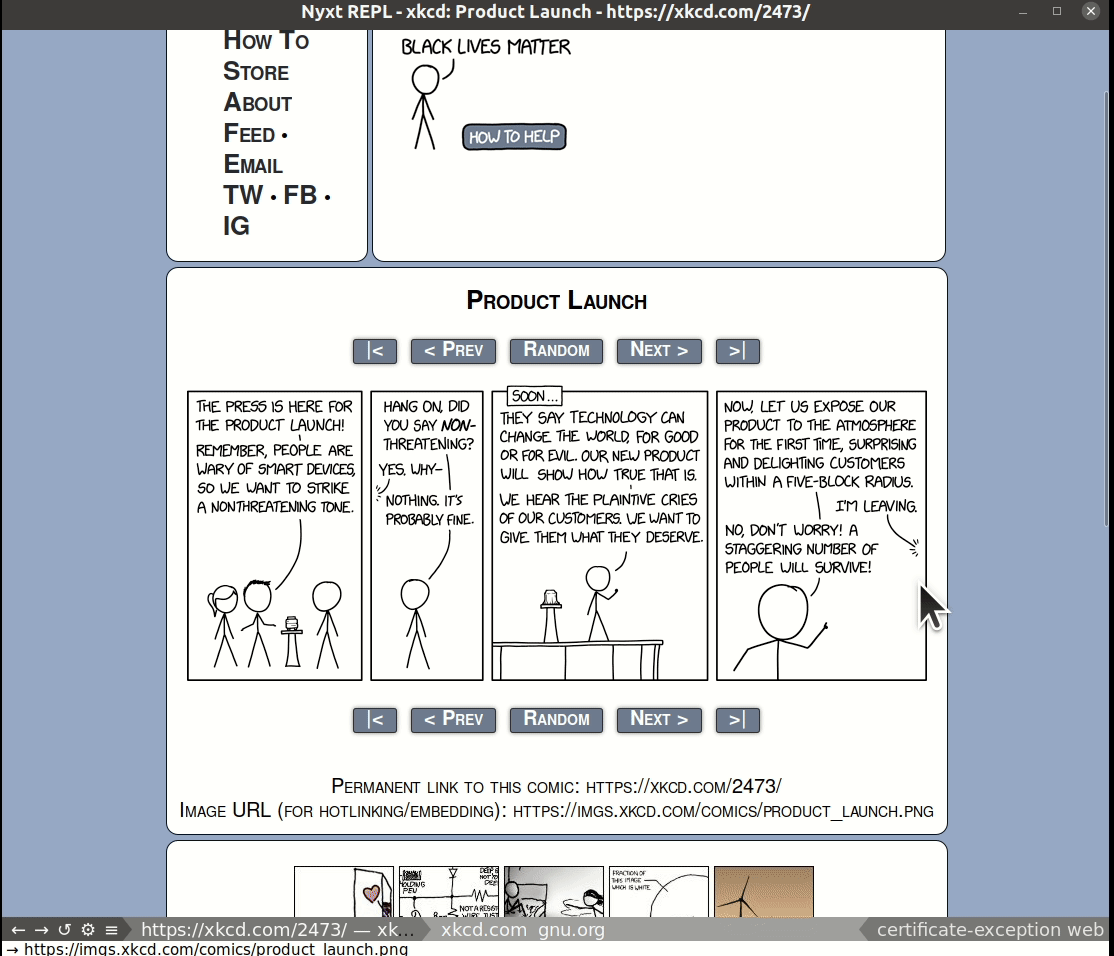 Nyxt REPL - xkcd: Product Launch - https://xkcd.com/2473/
How To
Store
About
Feed •
Email
TW • FB •
IG
BLACK LIVES MATTER
HOW TO HELP
Product Launch
|<
< Prev
Random
Next >
>|
THE PRESS IS HERE FOR
THE PRODUCT LAUNCH!
REMEMBER, PEOPLE ARE
WARY OF SMART DEVICES,
SO WE WANT TO STRIKE
A NONTHREATENING TONE.
HANG ON, DID
YOU SAY NON-
THREATENING?
YES, WHY—
NOTHING. IT'S
PROBABLY FINE.
SOON...
THEY SAY TECHNOLOGY CAN
CHANGE THE WORLD, FOR GOOD
OR FOR EVIL. OUR NEW PRODUCT
WILL SHOW HOW TRUE THAT IS.
WE HEAR THE PLAINTIVE CRIES
OF OUR CUSTOMERS. WE WANT TO
GIVE THEM WHAT THEY DESERVE.
NOW, LET US EXPOSE OUR
PRODUCT TO THE ATMOSPHERE
FOR THE FIRST TIME, SURPRISING
AND DELIGHTING CUSTOMERS
WITHIN A FIVE-BLOCK RADIUS.
I'M LEAVING.
NO, DON'T WORRY! A
STAGGERING NUMBER OF
PEOPLE WILL SURVIVE!
|<
< Prev
Random
Next >
>|
Permanent link to this comic: https://xkcd.com/2473/
Image URL (for hotlinking/embedding): https://imgs.xkcd.com/comics/product_launch.png
HOLDING
NOT A RESIST
FRACTION OF
THIS IMAGE
WHICH IS WHITE
← → ↺ ⚙ ≡ https://xkcd.com/2473/ — xk... xkcd.com gnu.org certificate-exception web
→ https://imgs.xkcd.com/comics/product_launch.png